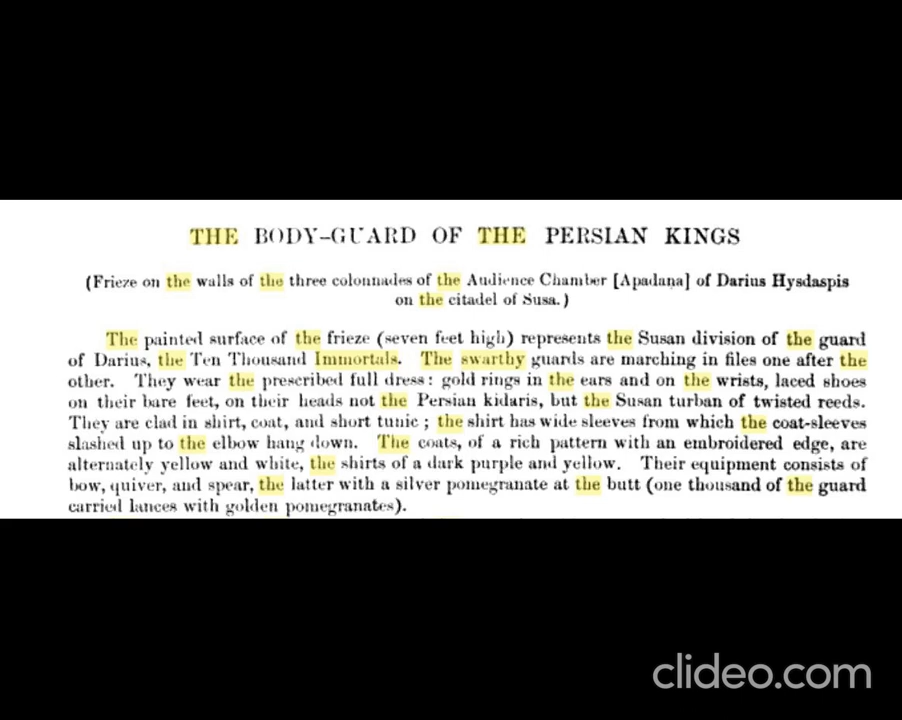 THE BODY-GUARD OF THE PERSIAN KINGS
(Frieze on the walls of the three colonnades of the Audience Chamber [Apadana] of Darius Hysdaspis
on the citadel of Susa.)
The painted surface of the frieze (seven feet high) represents the Susan division of the guard
of Darius, the Ten Thousand Immortals. The swarthy guards are marching in files one after the
other. They wear the prescribed full dress: gold rings in the ears and on the wrists, laced shoes
on their bare feet, on their heads not the Persian kidaris, but the Susan turban of twisted reeds.
They are clad in shirt, coat, and short tunic; the shirt has wide sleeves from which the coat-sleeves
slashed up to the elbow hang down. The coats, of a rich pattern with an embroidered edge, are
alternately yellow and white, the shirts of a dark purple and yellow. Their equipment consists of
bow, quiver, and spear, the latter with a silver pomegranate at the butt (one thousand of the guard
carried lances with golden pomegranates).
clideo.com